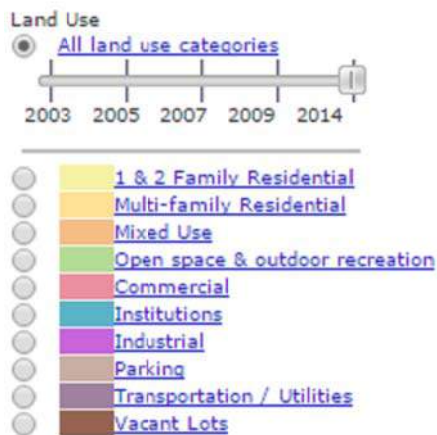 Land Use
All land use categories
2003 2005 2007 2009 2014
1 & 2 Family Residential
Multi-family Residential
Mixed Use
Open space & outdoor recreation
Commercial
Institutions
Industrial
Parking
Transportation / Utilities
Vacant Lots